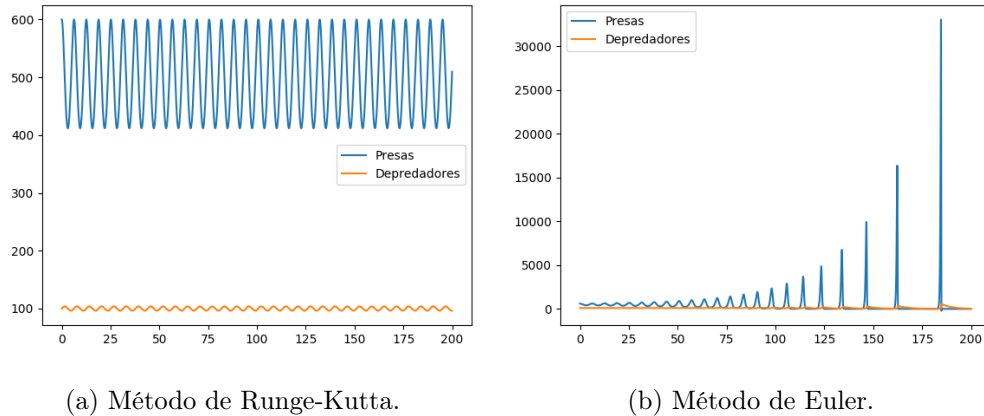 600
500
400
300
200
100
0 25 50 75 100 125 150 175 200
Presas
Depredadores
30000
25000
20000
15000
10000
5000
0
0 25 50 75 100 125 150 175 200
Presas
Depredadores
(a) Método de Runge-Kutta.
(b) Método de Euler.